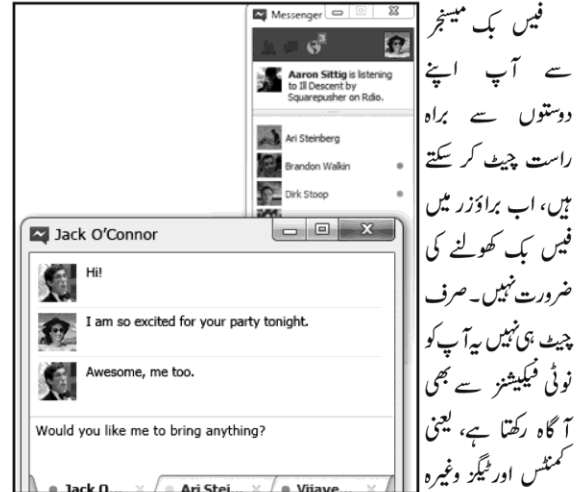 فیس بک میسنجر
سے آپ اپنے
دوستوں سے براہ
راست چیٹ کر سکتے
ہیں، اب براؤزر میں
فیس بک کھولنے کی
ضرورت نہیں۔ صرف
چیٹ ہی نہیں یہ آپ کو
نوٹی فیکیشنز سے بھی
آگاہ رکھتا ہے، یعنی
کمنٹس اور ٹیگز وغیرہ
Messenger
3
Aaron Sittig is listening
to Ill Descent by
Squarepusher on Rdio.
Ari Steinberg
Brandon Walkin
Dirk Stoop
Jack O'Connor
Hi!
I am so excited for your party tonight.
Awesome, me too.
Would you like me to bring anything?
Jack O... Ari Stei... Vijaye...